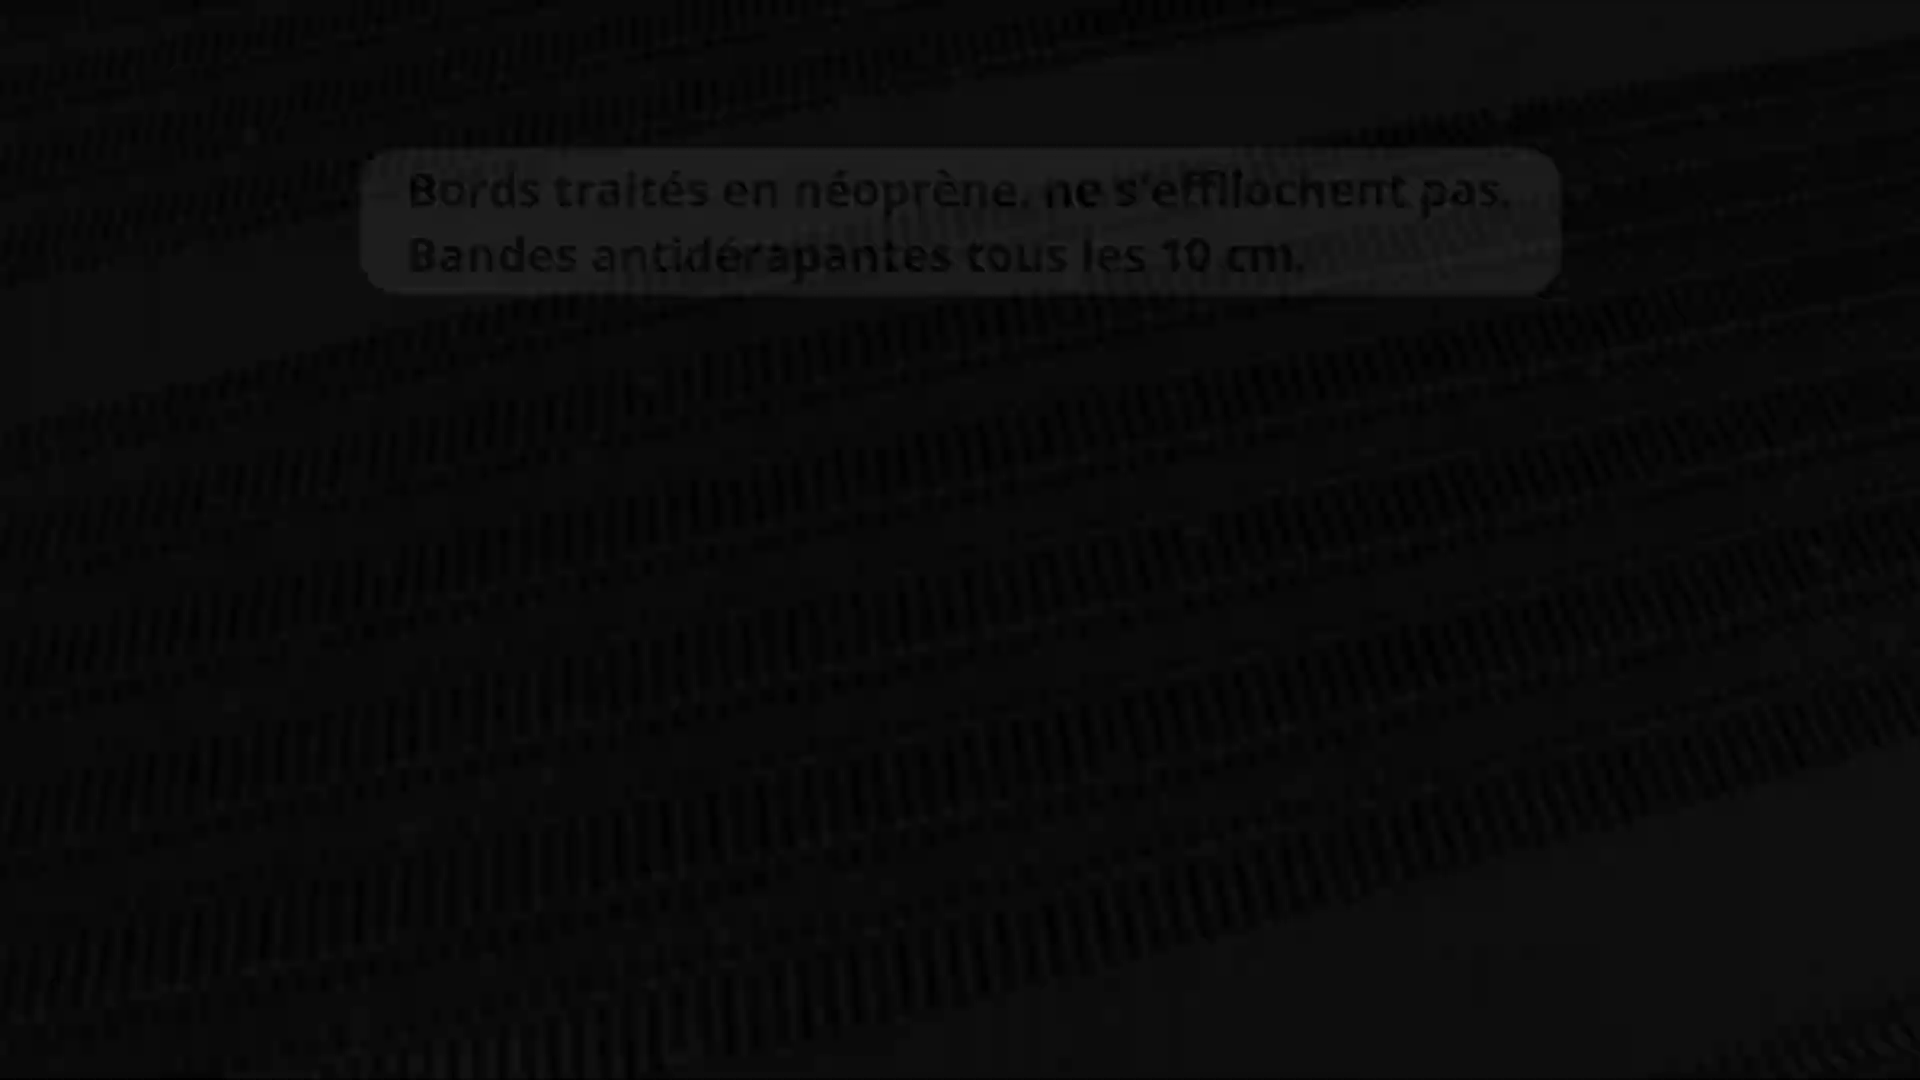 Bords traités en néoprène, ne s'effilochent pas.
Bandes antidérapantes tous les 10 cm.